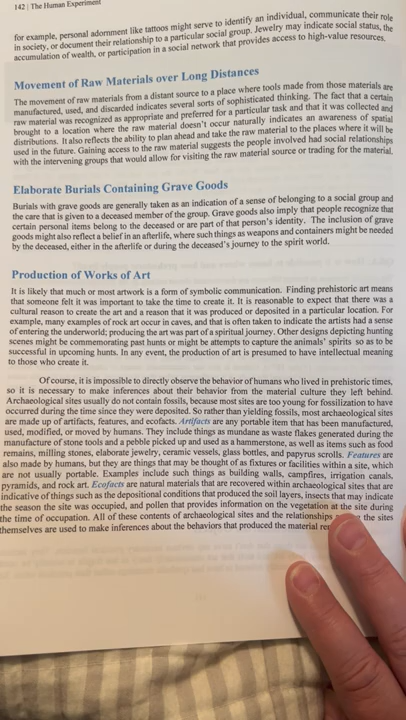 142 | The Human Experiment
for example, personal adornment like tattoos might serve to identify an individual, communicate their role
in society, or document their relationship to a particular social group. Jewelry may indicate social status, the
accumulation of wealth, or participation in a social network that provides access to high-value resources.
Movement of Raw Materials over Long Distances
The movement of raw materials from a distant source to a place where tools made from those materials are
manufactured, used, and discarded indicates several sorts of sophisticated thinking. The fact that a certain
raw material was recognized as appropriate and preferred for a particular task and that it was collected and
brought to a location where the raw material doesn't occur naturally indicates an awareness of spatial
distributions. It also reflects the ability to plan ahead and take the raw material to the places where it will be
used in the future. Gaining access to the raw material suggests the people involved had social relationships
with the intervening groups that would allow for visiting the raw material source or trading for the material.
Elaborate Burials Containing Grave Goods
Burials with grave goods are generally taken as an indication of a sense of belonging to a social group and
the care that is given to a deceased member of the group. Grave goods also imply that people recognize that
certain personal items belong to the deceased or are part of that person's identity. The inclusion of grave
goods might also reflect a belief in an afterlife, where such things as weapons and containers might be needed
by the deceased, either in the afterlife or during the deceased's journey to the spirit world.
Production of Works of Art
It is likely that much or most artwork is a form of symbolic communication. Finding prehistoric art means
that someone felt it was important to take the time to create it. It is reasonable to expect that there was a
cultural reason to create the art and a reason that it was produced or deposited in a particular location. For
example, many examples of rock art occur in caves, and that is often taken to indicate the artists had a sense
of entering the underworld; producing the art was part of a spiritual journey. Other designs depicting hunting
scenes might be commemorating past hunts or might be attempts to capture the animals' spirits so as to be
successful in upcoming hunts. In any event, the production of art is presumed to have intellectual meaning
to those who create it.
Of course, it is impossible to directly observe the behavior of humans who lived in prehistoric times,
so it is necessary to make inferences about their behavior from the material culture they left behind.
Archaeological sites usually do not contain fossils, because most sites are too young for fossilization to have
occurred during the time since they were deposited. So rather than yielding fossils, most archaeological sites
are made up of artifacts, features, and ecofacts. Artifacts are any portable item that has been manufactured,
used, modified, or moved by humans. They include things as mundane as waste flakes generated during the
manufacture of stone tools and a pebble picked up and used as a hammerstone, as well as items such as food
remains, milling stones, elaborate jewelry, ceramic vessels, glass bottles, and papyrus scrolls. Features are
also made by humans, but they are things that may be thought of as fixtures or facilities within a site, which
are not usually portable. Examples include such things as building walls, campfires, irrigation canals,
pyramids, and rock art. Ecofacts are natural materials that are recovered within archaeological sites that are
indicative of things such as the depositional conditions that produced the soil layers, insects that may indicate
the season the site was occupied, and pollen that provides information on the vegetation at the site during
the time of occupation. All of these contents of archaeological sites and the relationships the sites
themselves are used to make inferences about the behaviors that produced the material